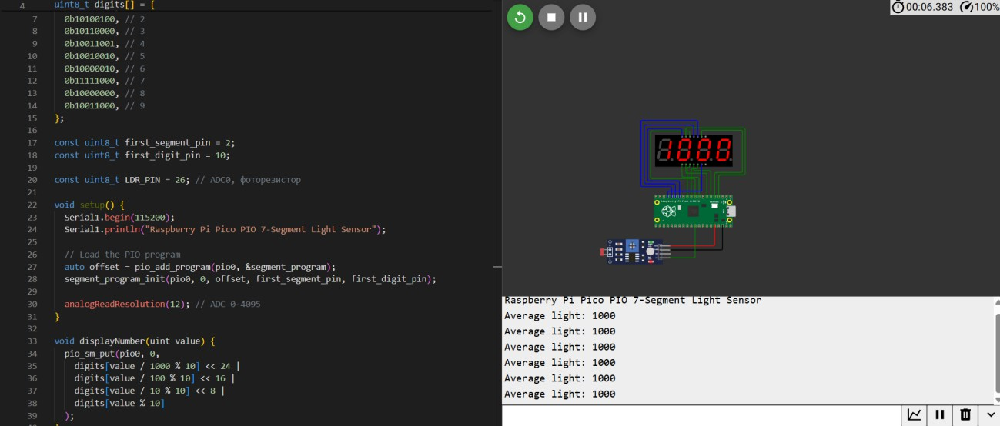 4 uint8_t digits[] = {
7 0b10100100, // 2
8 0b10110000, // 3
9 0b10011001, // 4
10 0b10010010, // 5
11 0b10000010, // 6
12 0b11111000, // 7
13 0b10000000, // 8
14 0b10011000, // 9
15 };
16
17 const uint8_t first_segment_pin = 2;
18 const uint8_t first_digit_pin = 10;
19
20 const uint8_t LDR_PIN = 26; // ADC0, фоторезистор
21
22 void setup() {
23 Serial1.begin(115200);
24 Serial1.println("Raspberry Pi Pico PIO 7-Segment Light Sensor");
25
26 // Load the PIO program
27 auto offset = pio_add_program(pio0, &segment_program);
28 segment_program_init(pio0, 0, offset, first_segment_pin, first_digit_pin);
29
30 analogReadResolution(12); // ADC 0-4095
31 }
32
33 void displayNumber(uint value) {
34 pio_sm_put(pio0, 0,
35 digits[value / 1000 % 10] << 24 |
36 digits[value / 100 % 10] << 16 |
37 digits[value / 10 % 10] << 8 |
38 digits[value % 10]
39 );
00:06.383 100%
1000
Raspberry Pi Pico PIO 7-Segment Light Sensor
Average light: 1000
Average light: 1000
Average light: 1000
Average light: 1000
Average light: 1000
Average light: 1000